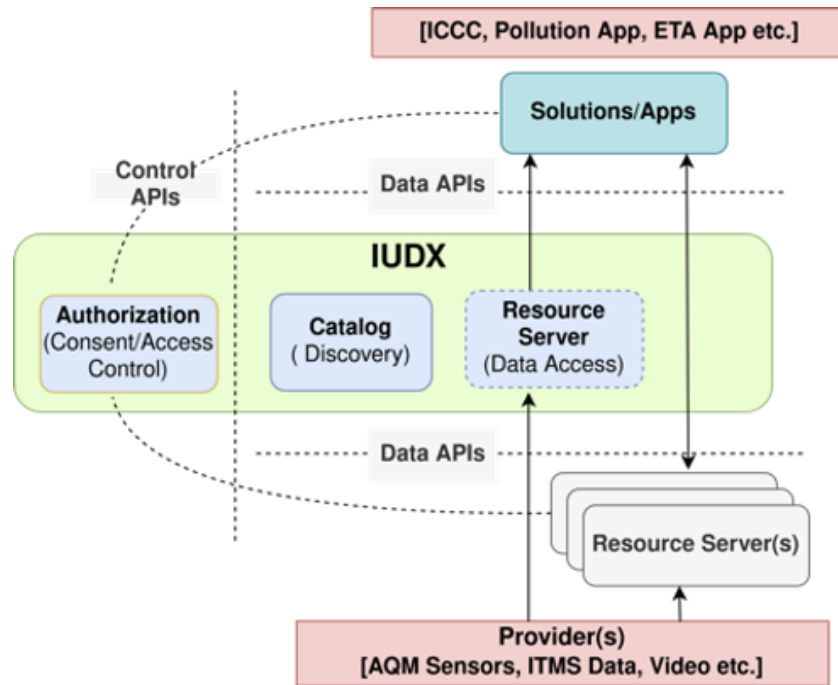 [ICCC, Pollution App, ETA App etc.]
Solutions/Apps
Control
APIs
Data APIs
IUDX
Authorization
(Consent/Access
Control)
Catalog
( Discovery)
Resource
Server
(Data Access)
Data APIs
Resource Server(s)
Provider(s)
[AQM Sensors, ITMS Data, Video etc.]